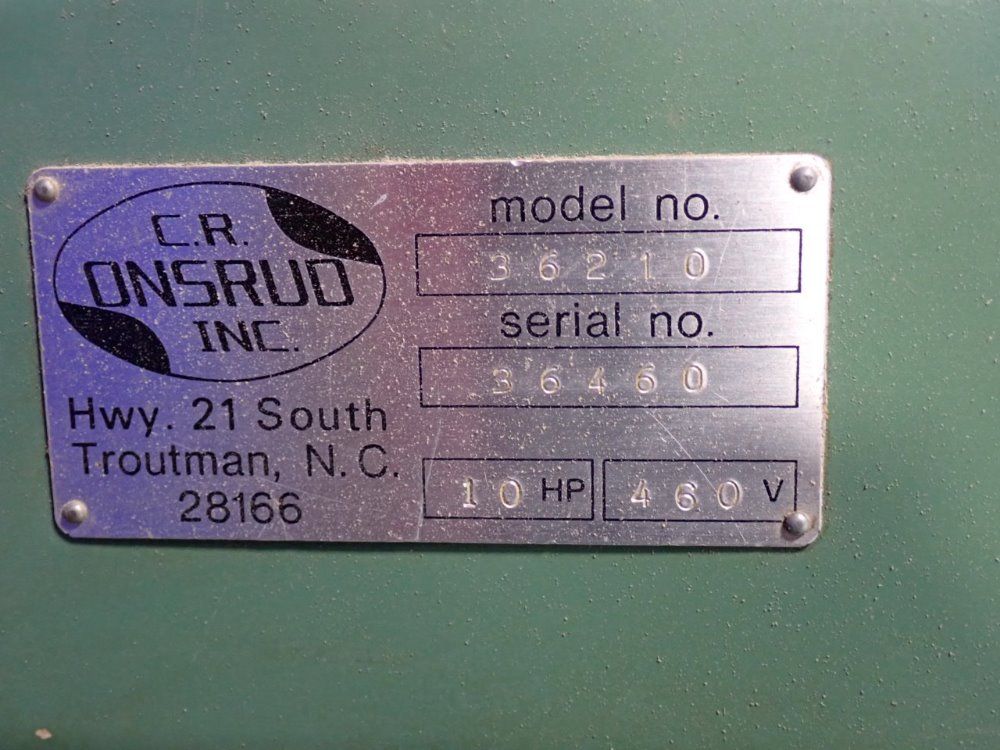 C.R.
ONSRUD
INC.
Hwy. 21 South
Troutman, N.C.
28166
model no.
36210
serial no.
36460
10 HP
460 V